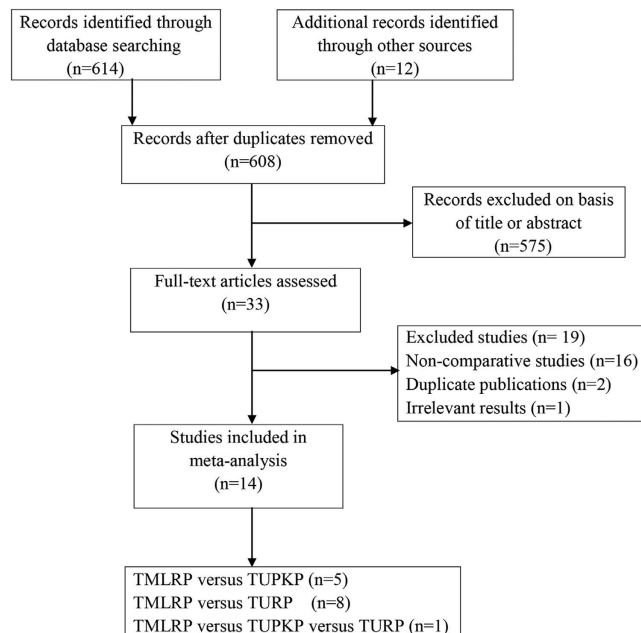 Records identified through
database searching
(n=614)
Additional records identified
through other sources
(n=12)
Records after duplicates removed
(n=608)
Records excluded on basis
of title or abstract
(n=575)
Full-text articles assessed
(n=33)
Excluded studies (n= 19)
Non-comparative studies (n=16)
Duplicate publications (n=2)
Irrelevant results (n=1)
Studies included in
meta-analysis
(n=14)
TMLRP versus TUPKP (n=5)
TMLRP versus TURP (n=8)
TMLRP versus TUPKP versus TURP (n=1)